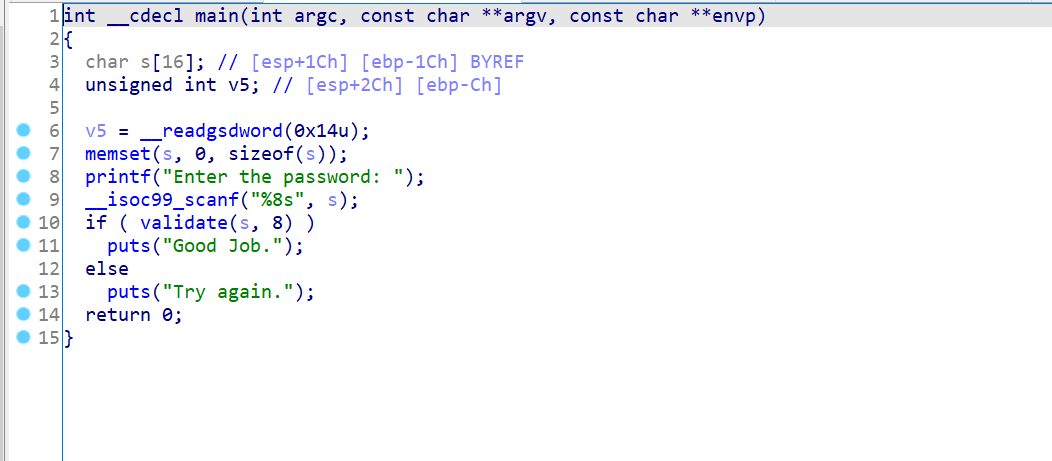 1 int __cdecl main(int argc, const char **argv, const char **envp)
2 {
3   char s[16]; // [esp+1Ch] [ebp-1Ch] BYREF
4   unsigned int v5; // [esp+2Ch] [ebp-Ch]
5
6   v5 = __readgsdword(0x14u);
7   memset(s, 0, sizeof(s));
8   printf("Enter the password: ");
9   __isoc99_scanf("%8s", s);
10   if ( validate(s, 8) )
11     puts("Good Job.");
12   else
13     puts("Try again.");
14   return 0;
15 }